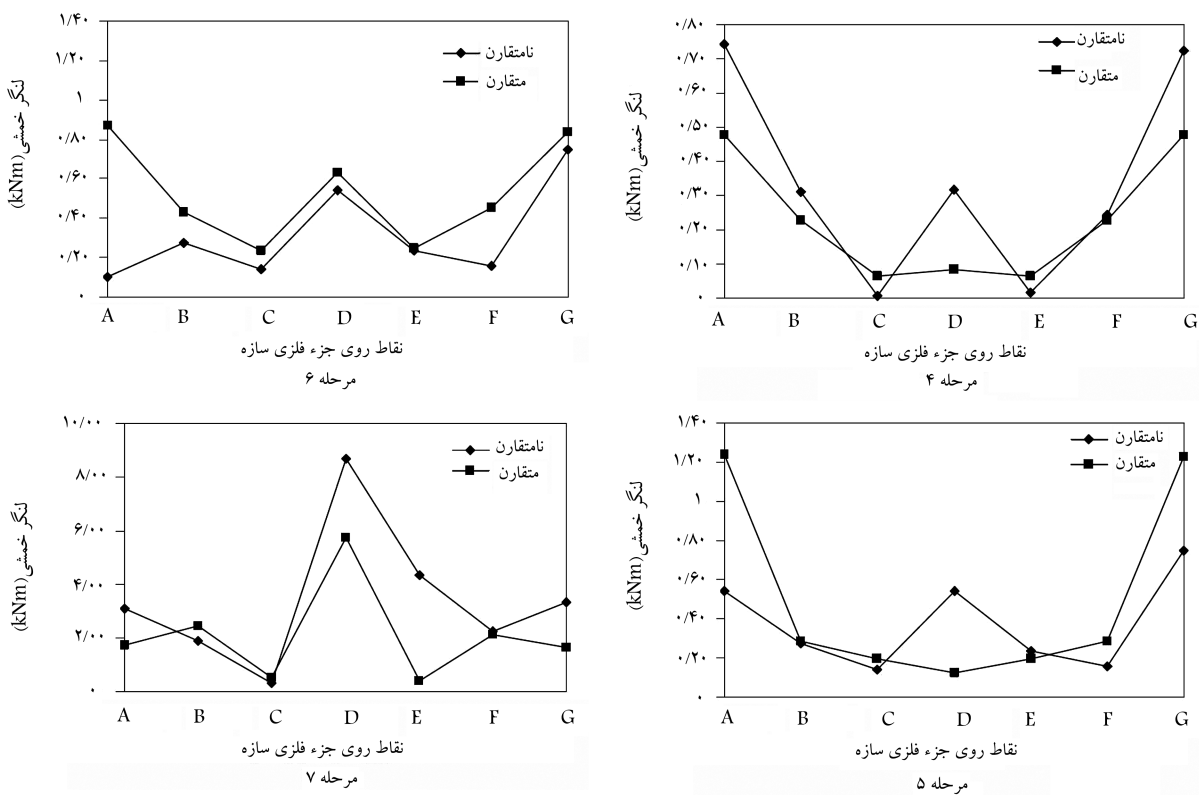 ۱/۴۰
۱/۲۰
۱
۰/۸۰
۰/۶۰
۰/۴۰
۰/۲۰
۰
لنگر خمشی (kNm)
نامتقارن
متقارن
A B C D E F G
نقاط روی جزء فلزی سازه
مرحله ۶
۰/۸۰
۰/۷۰
۰/۶۰
۰/۵۰
۰/۴۰
۰/۳۰
۰/۲۰
۰/۱۰
۰
لنگر خمشی (kNm)
نامتقارن
متقارن
A B C D E F G
نقاط روی جزء فلزی سازه
مرحله ۴
۱۰/۰۰
۸/۰۰
۶/۰۰
۴/۰۰
۲/۰۰
۰
لنگر خمشی (kNm)
نامتقارن
متقارن
A B C D E F G
نقاط روی جزء فلزی سازه
مرحله ۷
۱/۴۰
۱/۲۰
۱
۰/۸۰
۰/۶۰
۰/۴۰
۰/۲۰
۰
لنگر خمشی (kNm)
نامتقارن
متقارن
A B C D E F G
نقاط روی جزء فلزی سازه
مرحله ۵